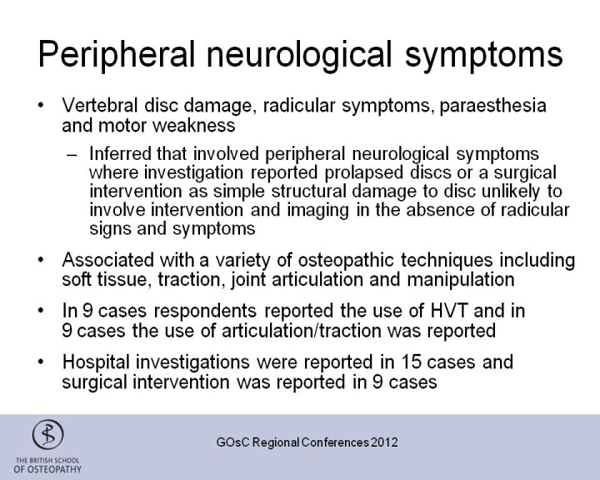 Peripheral neurological symptoms
• Vertebral disc damage, radicular symptoms, paraesthesia
and motor weakness
– Inferred that involved peripheral neurological symptoms
where investigation reported prolapsed discs or a surgical
intervention as simple structural damage to disc unlikely to
involve intervention and imaging in the absence of radicular
signs and symptoms
• Associated with a variety of osteopathic techniques including
soft tissue, traction, joint articulation and manipulation
• In 9 cases respondents reported the use of HVT and in
9 cases the use of articulation/traction was reported
• Hospital investigations were reported in 15 cases and
surgical intervention was reported in 9 cases
GOsC Regional Conferences 2012
THE BRITISH SCHOOL
OF OSTEOPATHY